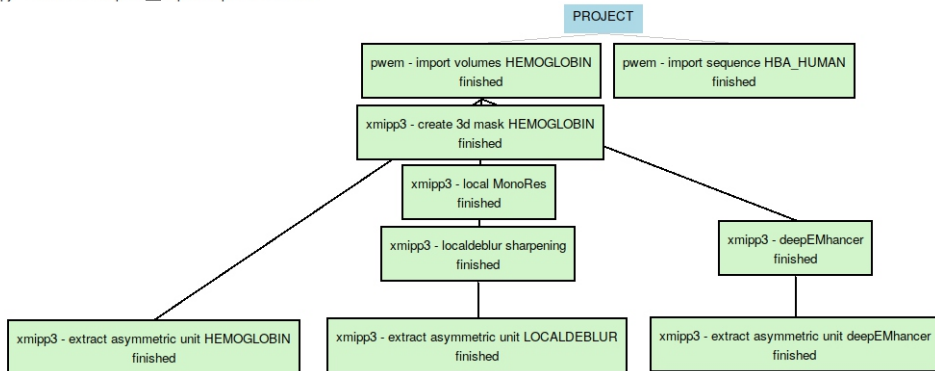 PROJECT
pwem - import volumes HEMOGLOBIN
finished
pwem - import sequence HBA_HUMAN
finished
xmipp3 - create 3d mask HEMOGLOBIN
finished
xmipp3 - local MonoRes
finished
xmipp3 - localdeblur sharpening
finished
xmipp3 - deepEMhancer
finished
xmipp3 - extract asymmetric unit HEMOGLOBIN
finished
xmipp3 - extract asymmetric unit LOCALDEBLUR
finished
xmipp3 - extract asymmetric unit deepEMhancer
finished